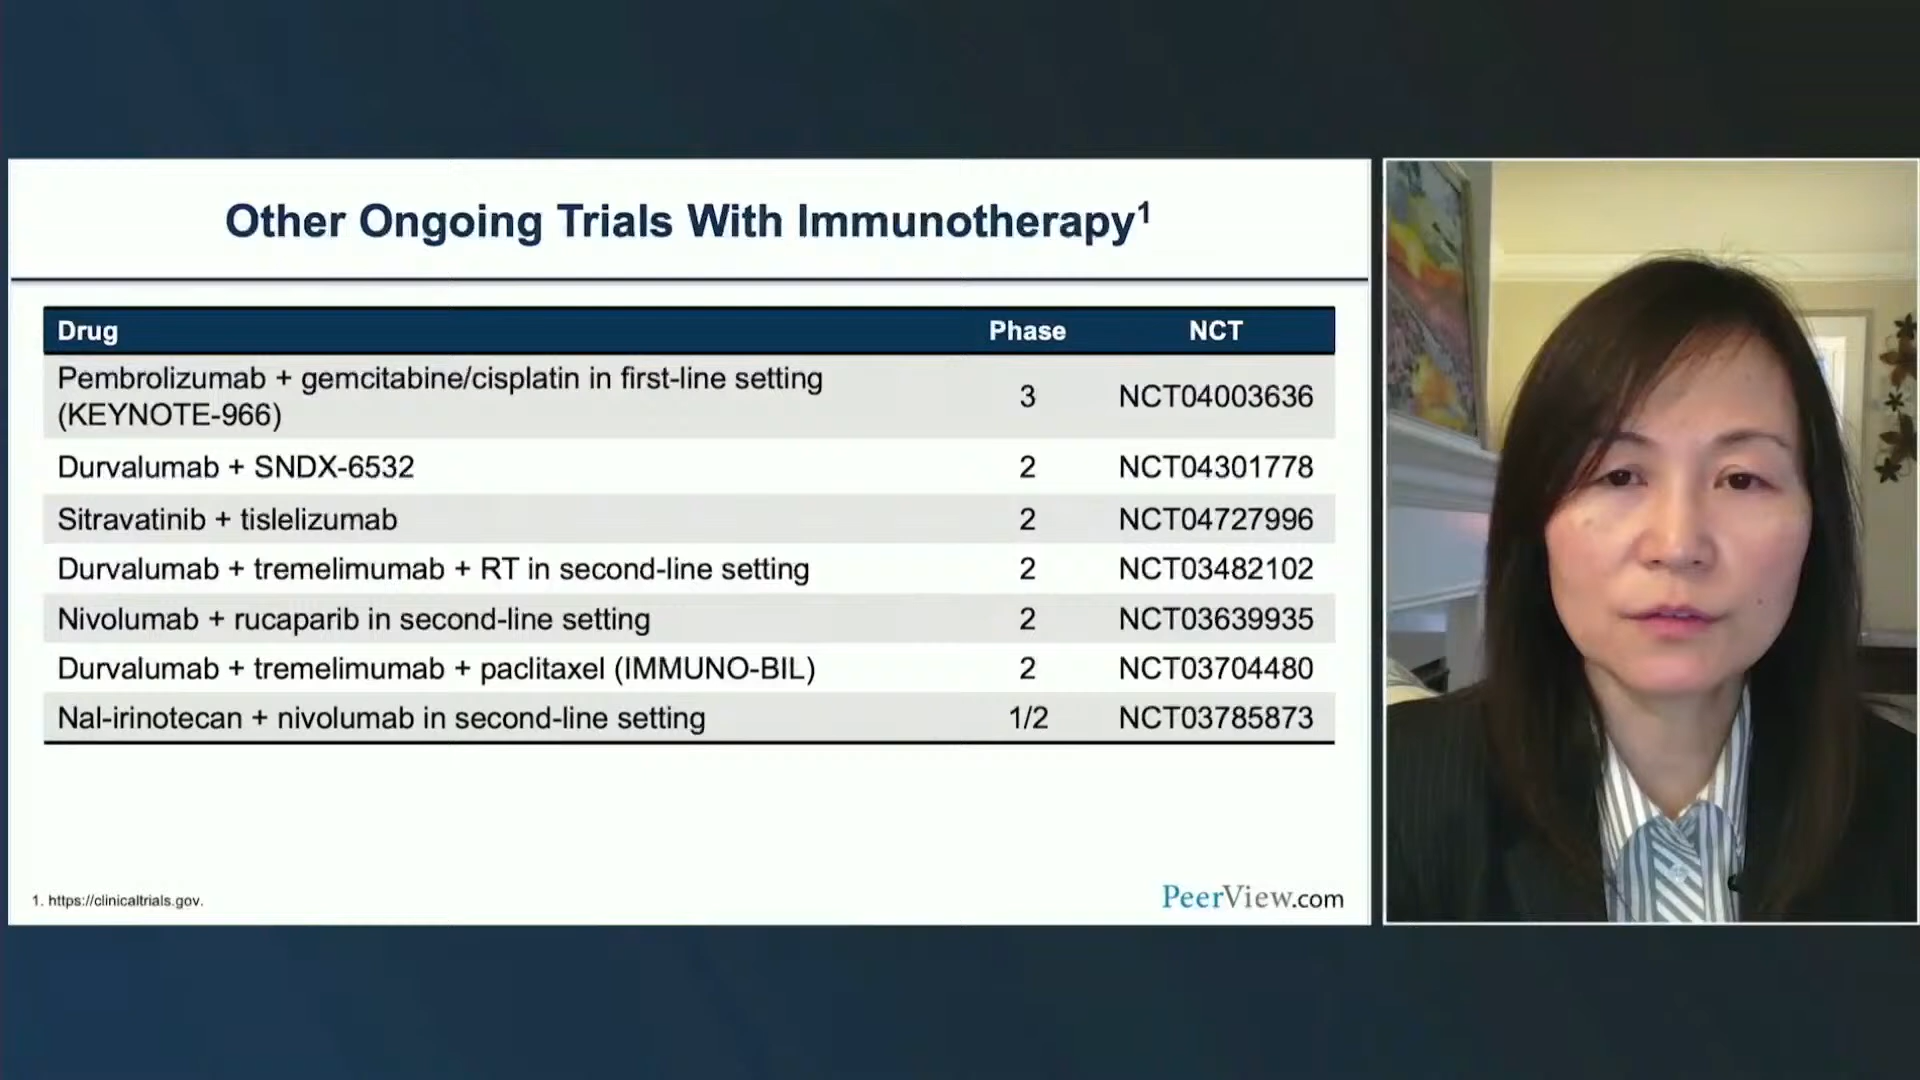 Other Ongoing Trials With Immunotherapy1
Drug Phase NCT
Pembrolizumab + gemcitabine/cisplatin in first-line setting
(KEYNOTE-966) 3 NCT04003636
Durvalumab + SNDX-6532 2 NCT04301778
Sitravatinib + tislelizumab 2 NCT04727996
Durvalumab + tremelimumab + RT in second-line setting 2 NCT03482102
Nivolumab + rucaparib in second-line setting 2 NCT03639935
Durvalumab + tremelimumab + paclitaxel (IMMUNO-BIL) 2 NCT03704480
Nal-irinotecan + nivolumab in second-line setting 1/2 NCT03785873
1. https://clinicaltrials.gov.
PeerView.com